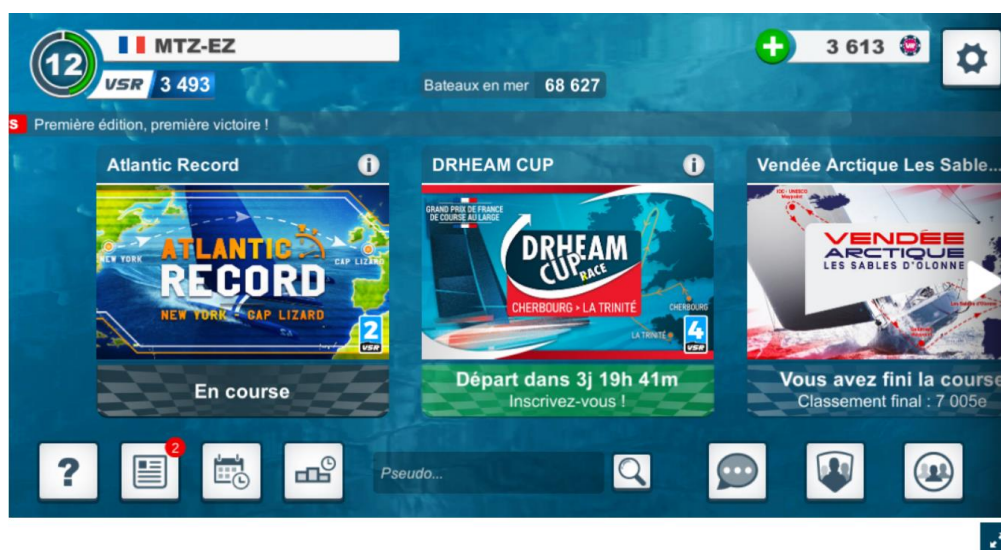 12
MTZ-EZ
3 613
VSR 3 493
Bateaux en mer 68 627
S Première édition, première victoire !
Atlantic Record
i
DRHEAM CUP
i
Vendée Arctique Les Sable...
NEW YORK
ATLANTIC
RECORD
NEW YORK - CAP LIZARD
CAP LIZARD
2
VSR
En course
GRAND PRIX DE FRANCE
DE COURSE AU LARGE
DRHEAM
CUP RACE
CHERBOURG > LA TRINITÉ
CHERBOURG
LA TRINITÉ
4
VSR
Départ dans 3j 19h 41m
Inscrivez-vous !
VENDÉE
ARCTIQUE
LES SABLES D'OLONNE
Vous avez fini la course
Classement final : 7 005e
?
2
Pseudo...